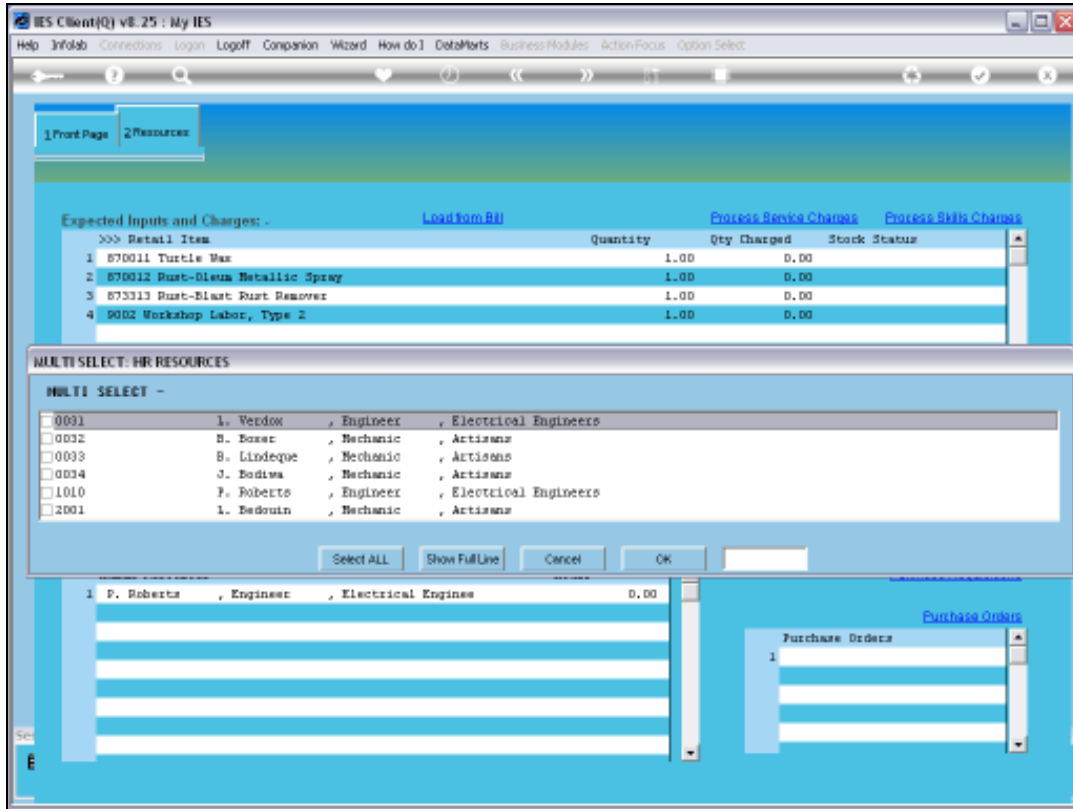 IES Client(Q) v8.25 : My IES
Help Infolab Connections Logon Logoff Companion Wizard How do I DataMarts Business Modules Action Focus Option Select
1 Front Page 2 Resources
Expected Inputs and Charges: - Load from Bill Process Service Charges Process Skills Charges
>>> Retail Item Quantity Qty Charged Stock Status
1 870011 Turtle Wax 1.00 0.00
2 870012 Rust-Oleum Metallic Spray 1.00 0.00
3 873313 Rust-Blast Rust Remover 1.00 0.00
4 9002 Workshop Labor, Type 2 1.00 0.00
MULTI SELECT: HR RESOURCES
MULTI SELECT -
0031 L. Verdox , Engineer , Electrical Engineers
0032 B. Boxer , Mechanic , Artisans
0033 B. Lindeque , Mechanic , Artisans
0034 J. Bodiwa , Mechanic , Artisans
1010 P. Roberts , Engineer , Electrical Engineers
2001 L. Bedouin , Mechanic , Artisans
Select ALL Show Full Line Cancel OK
1 P. Roberts , Engineer , Electrical Enginee 0.00
Purchase Orders
Purchase Orders
1